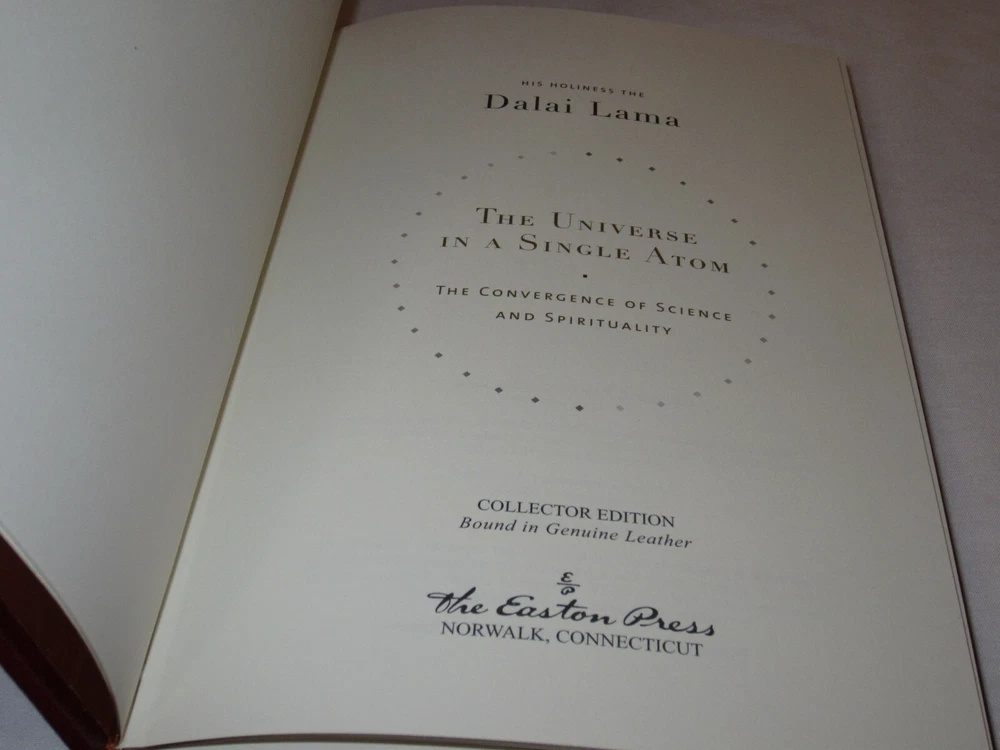 HIS HOLINESS THE
Dalai Lama
THE UNIVERSE
IN A SINGLE ATOM
THE CONVERGENCE OF SCIENCE
AND SPIRITUALITY
COLLECTOR EDITION
Bound in Genuine Leather
EP
the Easton Press
NORWALK, CONNECTICUT